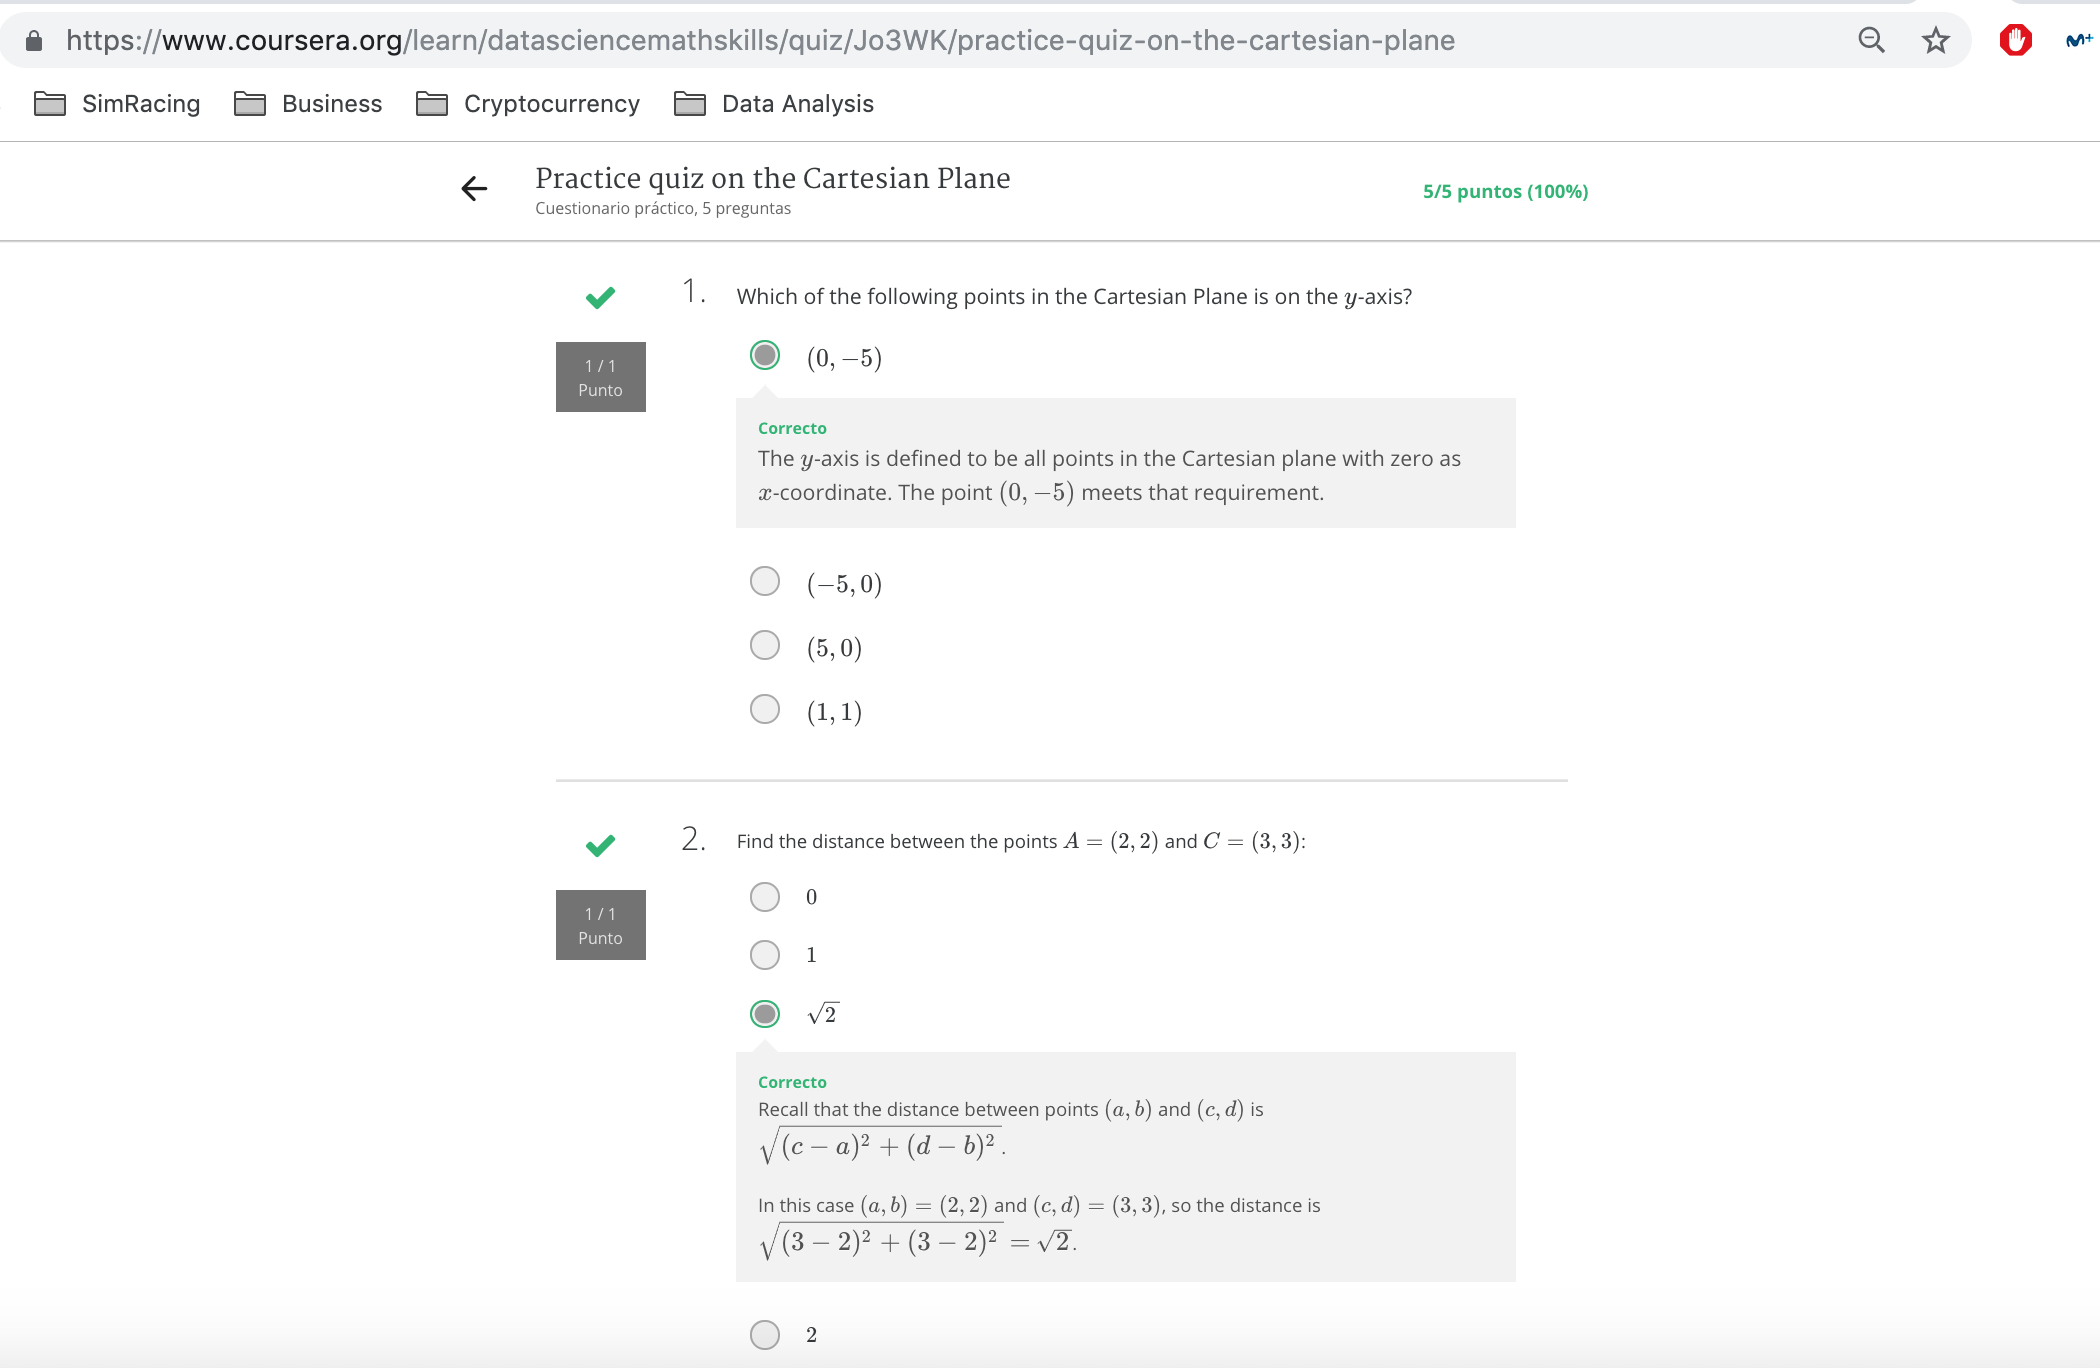 https://www.coursera.org/learn/datasciencemathskills/quiz/Jo3WK/practice-quiz-on-the-cartesian-plane
SimRacing Business Cryptocurrency Data Analysis
Practice quiz on the Cartesian Plane
Cuestionario práctico, 5 preguntas
5/5 puntos (100%)
1. Which of the following points in the Cartesian Plane is on the y-axis?
1 / 1
Punto
(0, −5)
Correcto
The y-axis is defined to be all points in the Cartesian plane with zero as
x-coordinate. The point (0, −5) meets that requirement.
(−5, 0)
(5, 0)
(1, 1)
2. Find the distance between the points A = (2, 2) and C = (3, 3):
1 / 1
Punto
0
1
√2
Correcto
Recall that the distance between points (a, b) and (c, d) is
√(c − a)² + (d − b)².
In this case (a, b) = (2, 2) and (c, d) = (3, 3), so the distance is
√(3 − 2)² + (3 − 2)² = √2.
2